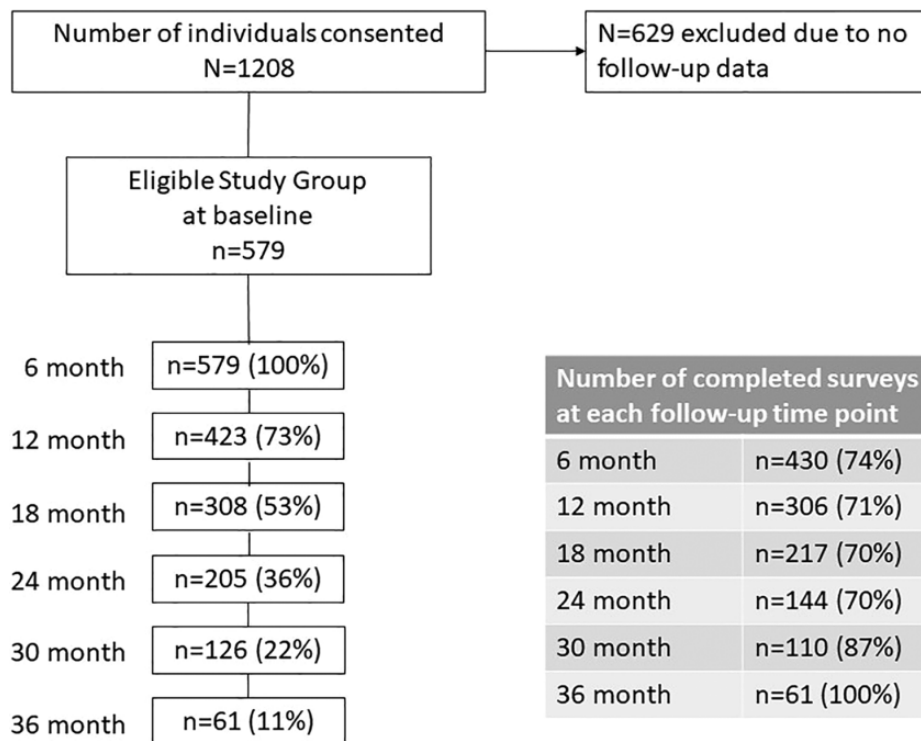 Number of individuals consented
N=1208
N=629 excluded due to no
follow-up data
Eligible Study Group
at baseline
n=579
6 month
n=579 (100%)
12 month
n=423 (73%)
18 month
n=308 (53%)
24 month
n=205 (36%)
30 month
n=126 (22%)
36 month
n=61 (11%)
Number of completed surveys
at each follow-up time point
6 month n=430 (74%)
12 month n=306 (71%)
18 month n=217 (70%)
24 month n=144 (70%)
30 month n=110 (87%)
36 month n=61 (100%)